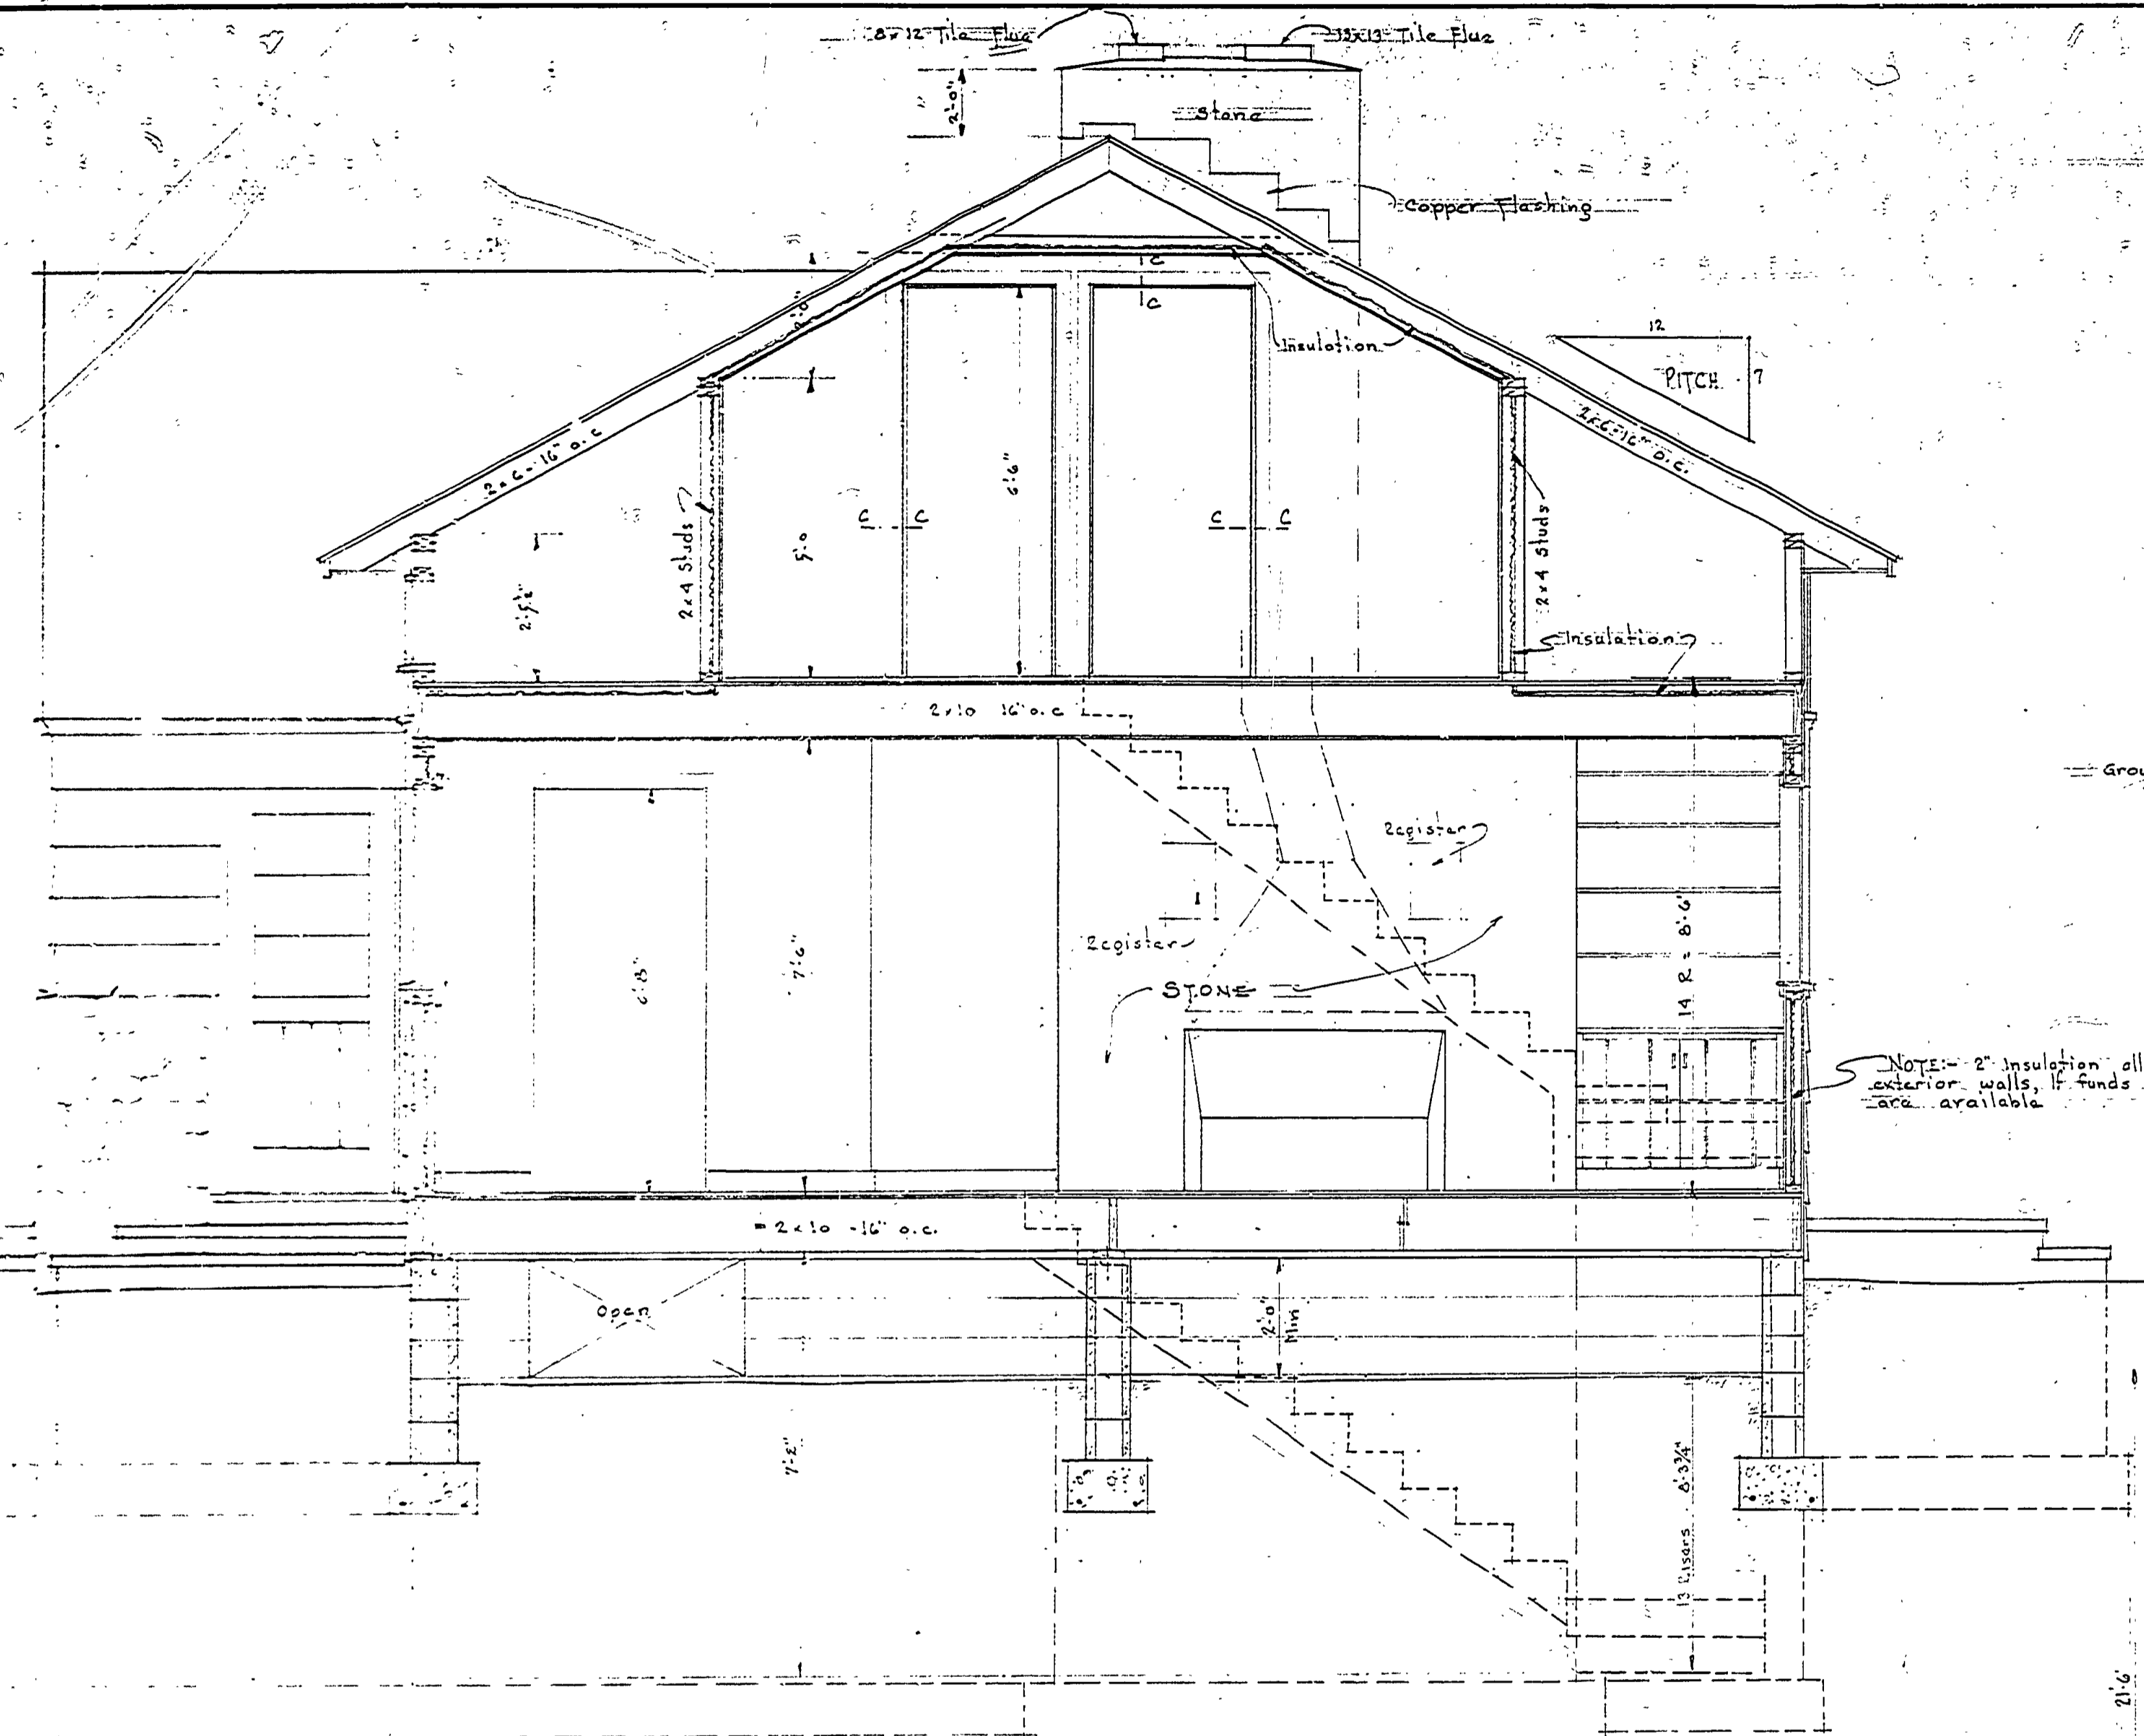 8x12 Tile Flue
13x13 Tile Flue
2'-0"
Stone
Copper Flashing
C
C
Insulation
12
PITCH
7
2x6-16" o.c
2x6-16" o.c.
6'-6"
C C
C C
2x4 Studs
5'-0
2x4 Studs
2'-5½"
Insulation
2x10 16" o.c
Register
Register
STONE
6'-8"
7'-6"
14 R = 8'-6"
NOTE:- 2" Insulation all
exterior walls, If funds
are available
2x10 -16" o.c.
Open
2'-0"
Min
13 Risers 8'-3¾"
21'-6"